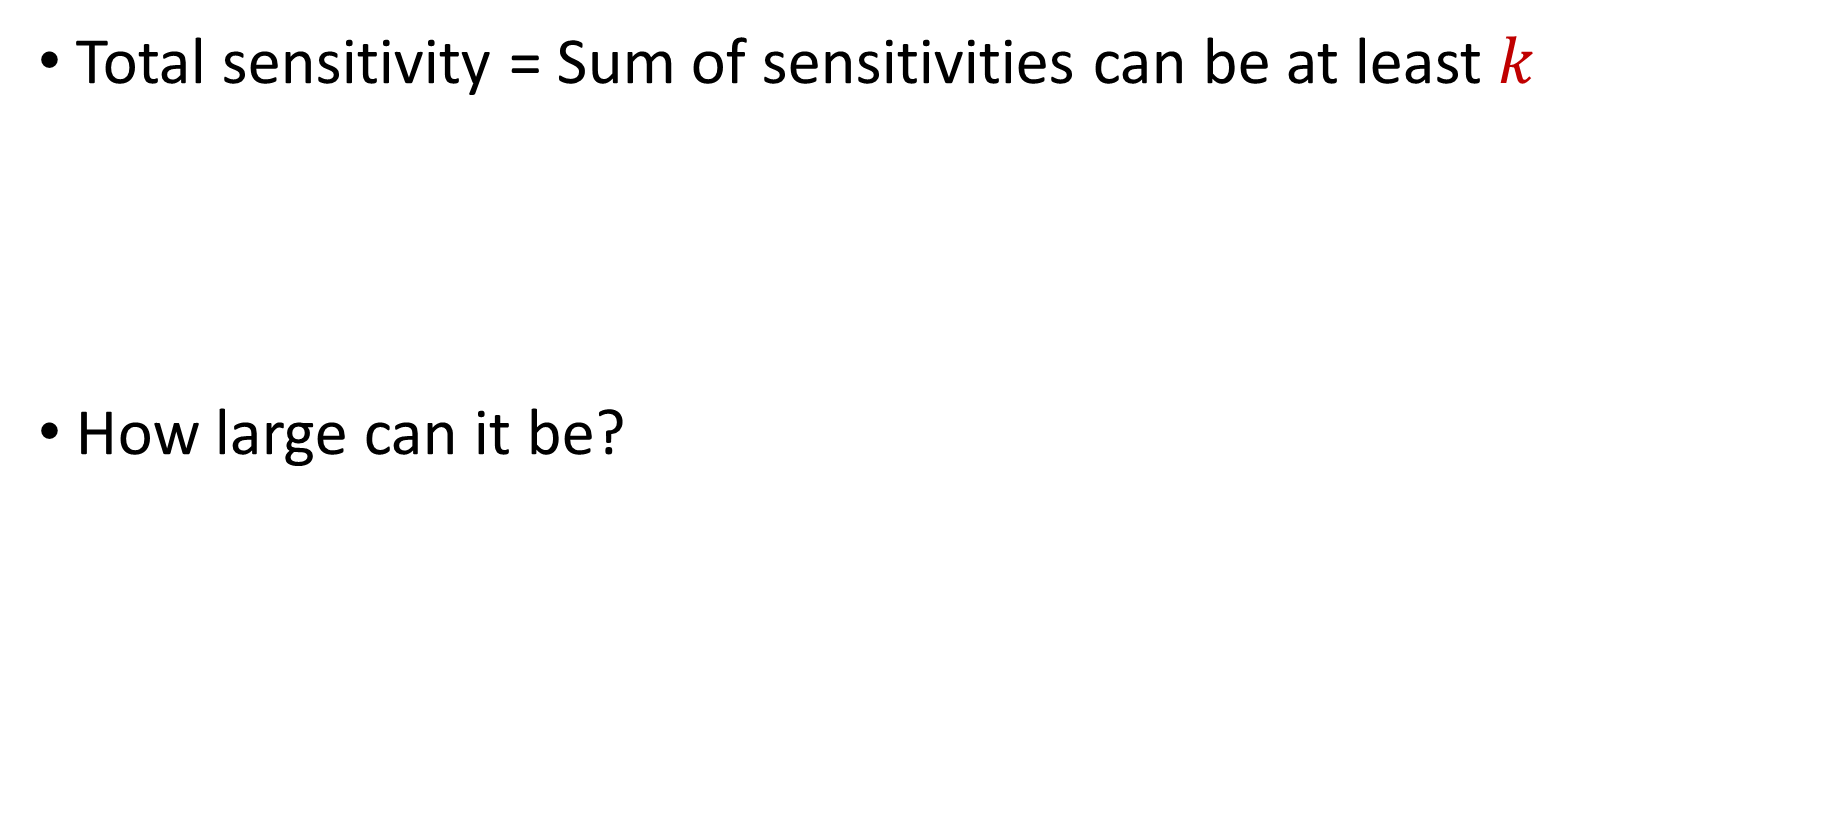 • Total sensitivity = Sum of sensitivities can be at least k
• How large can it be?